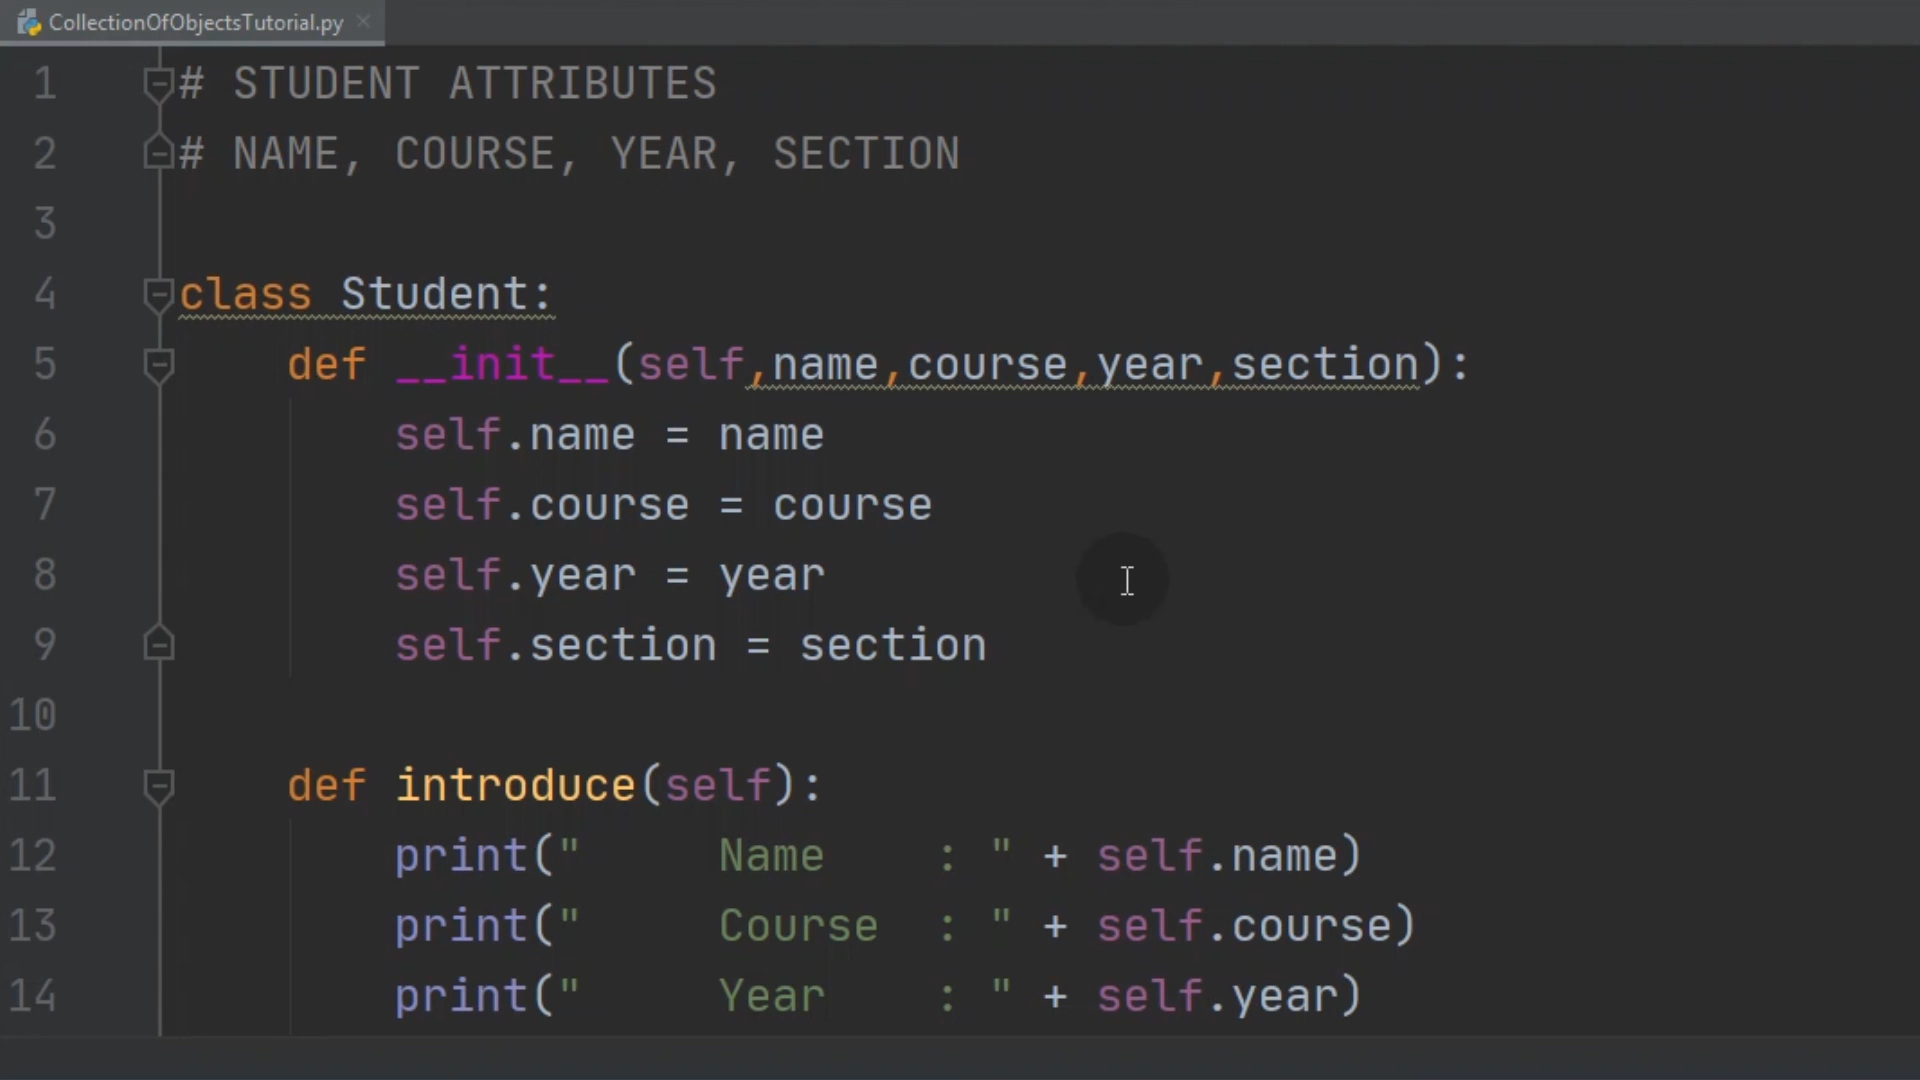 CollectionOfObjectsTutorial.py
1 # STUDENT ATTRIBUTES
2 # NAME, COURSE, YEAR, SECTION
3
4 class Student:
5     def __init__(self,name,course,year,section):
6         self.name = name
7         self.course = course
8         self.year = year
9         self.section = section
10
11     def introduce(self):
12         print("     Name    : " + self.name)
13         print("     Course  : " + self.course)
14         print("     Year    : " + self.year)